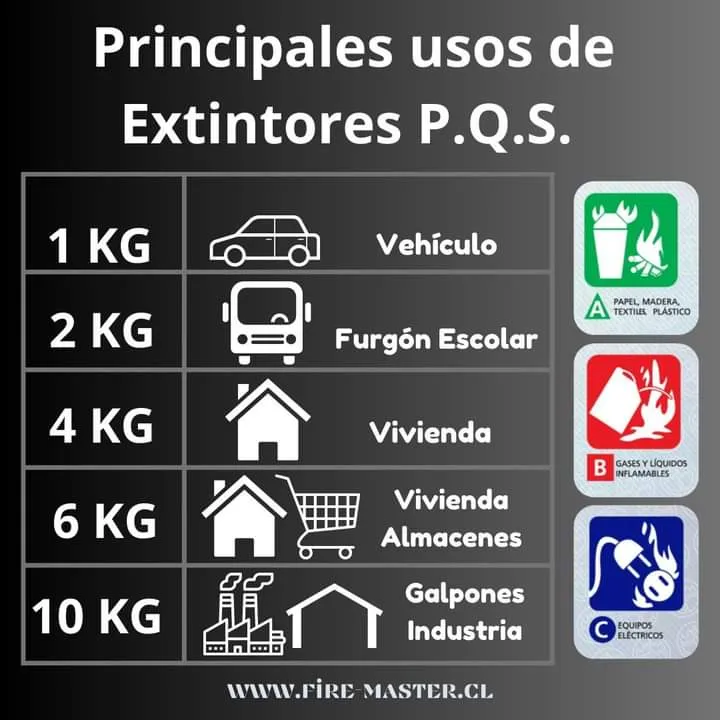 Principales usos de
Extintores P.Q.S.
1 KG
Vehículo
2 KG
Furgón Escolar
4 KG
Vivienda
6 KG
Vivienda
Almacenes
10 KG
Galpones
Industria
A
PAPEL, MADERA,
TEXTILES, PLÁSTICO
B
GASES Y LÍQUIDOS
INFLAMABLES
C
EQUIPOS
ELÉCTRICOS
WWW.FIRE-MASTER.CL